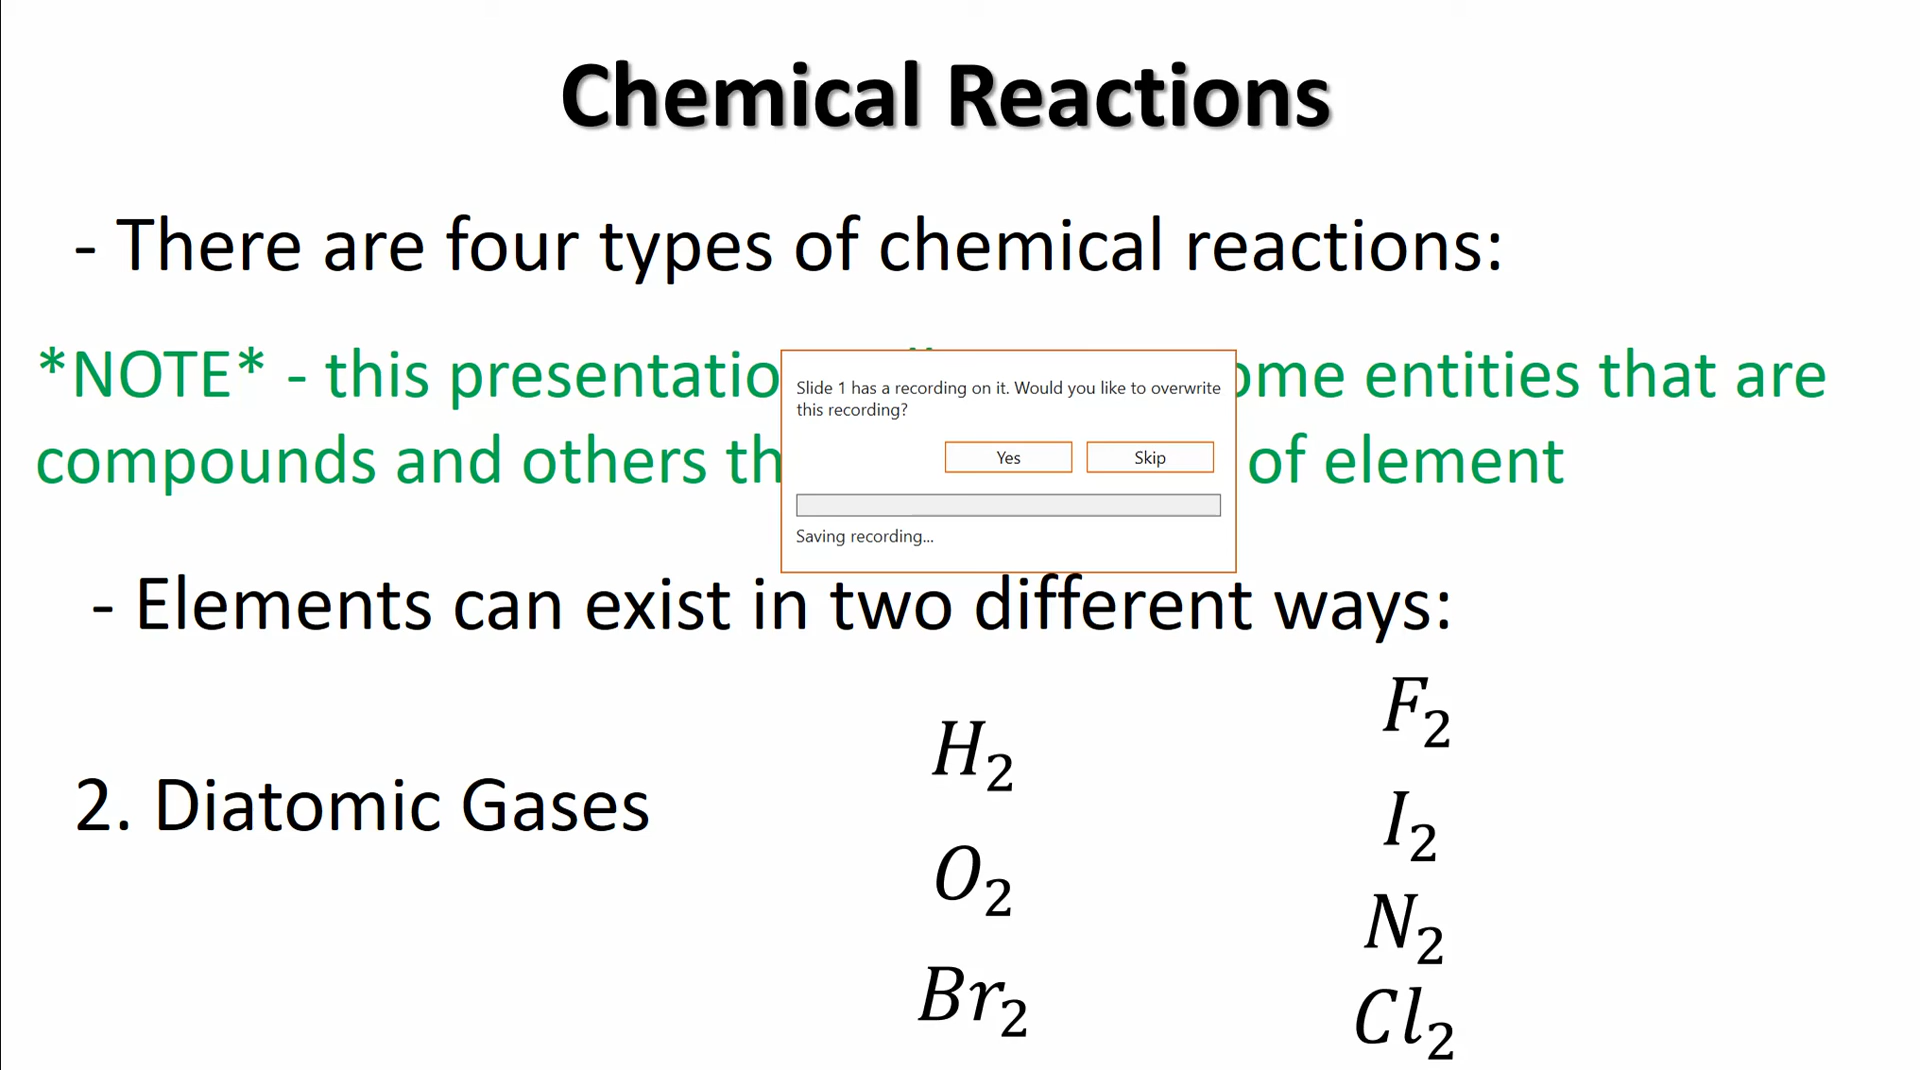 Chemical Reactions
- There are four types of chemical reactions:
*NOTE* - this presentatio ome entities that are
compounds and others th of element
Slide 1 has a recording on it. Would you like to overwrite
this recording?
Yes Skip
Saving recording...
- Elements can exist in two different ways:
2. Diatomic Gases
H₂
O₂
Br₂
F₂
I₂
N₂
Cl₂